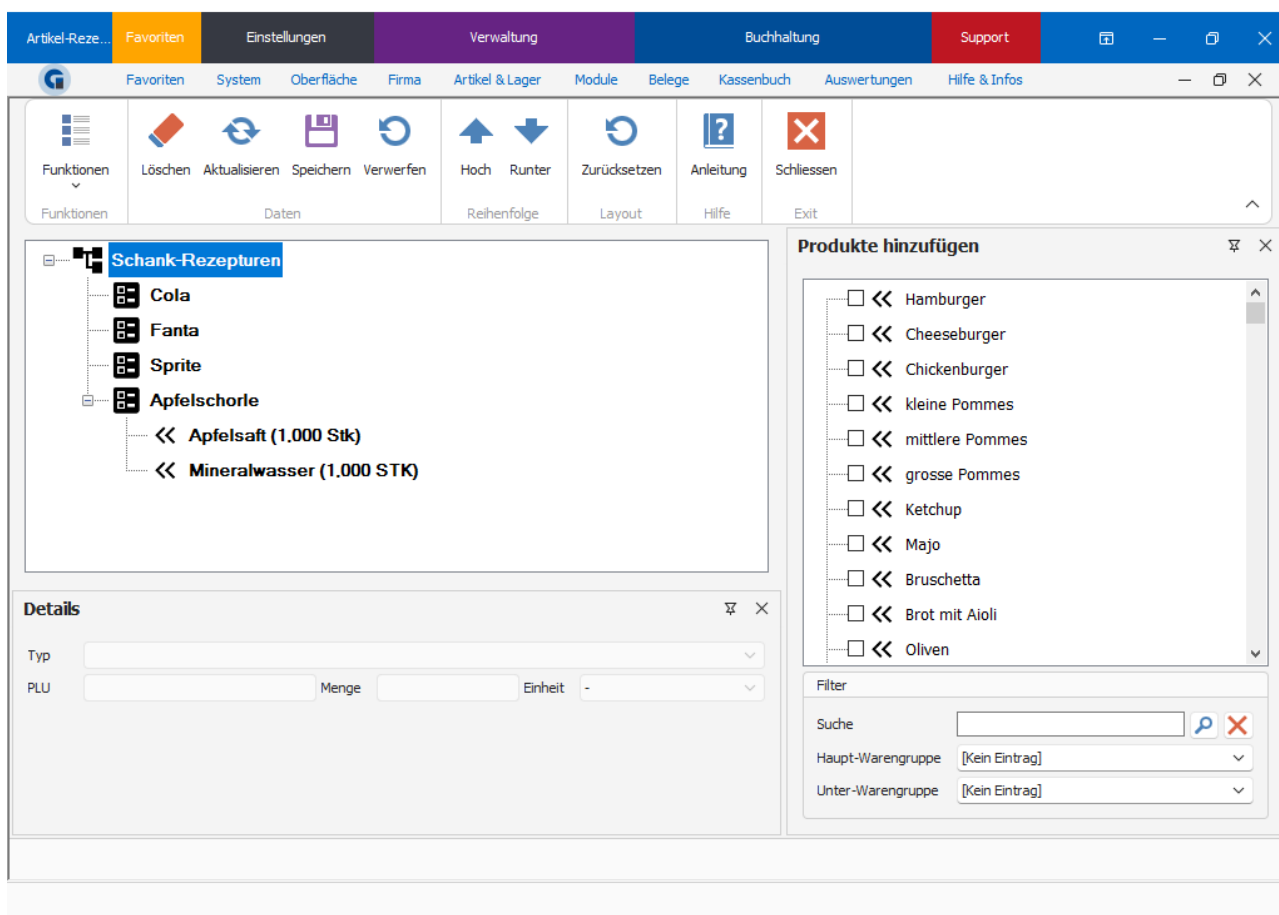 Artikel-Reze... Favoriten Einstellungen Verwaltung Buchhaltung Support
Favoriten System Oberfläche Firma Artikel & Lager Module Belege Kassenbuch Auswertungen Hilfe & Infos
Funktionen Löschen Aktualisieren Speichern Verwerfen Hoch Runter Zurücksetzen Anleitung Schliessen
Funktionen Daten Reihenfolge Layout Hilfe Exit
Schank-Rezepturen
Cola
Fanta
Sprite
Apfelschorle
Apfelsaft (1,000 Stk)
Mineralwasser (1,000 STK)
Details
Typ
PLU Menge Einheit -
Produkte hinzufügen
Hamburger
Cheeseburger
Chickenburger
kleine Pommes
mittlere Pommes
grosse Pommes
Ketchup
Majo
Bruschetta
Brot mit Aioli
Oliven
Filter
Suche
Haupt-Warengruppe [Kein Eintrag]
Unter-Warengruppe [Kein Eintrag]